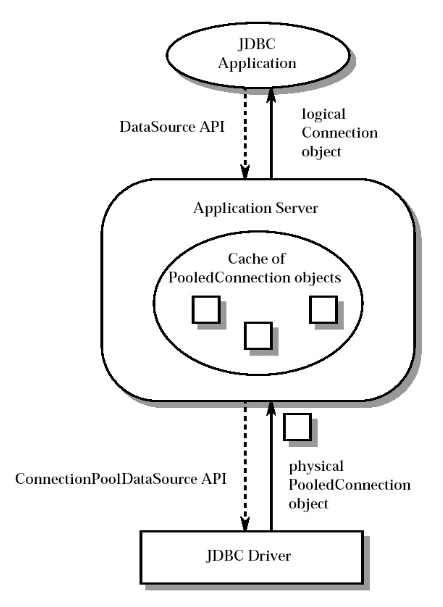 JDBC
Application
DataSource API
logical
Connection
object
Application Server
Cache of
PooledConnection objects
ConnectionPoolDataSource API
physical
PooledConnection
object
JDBC Driver